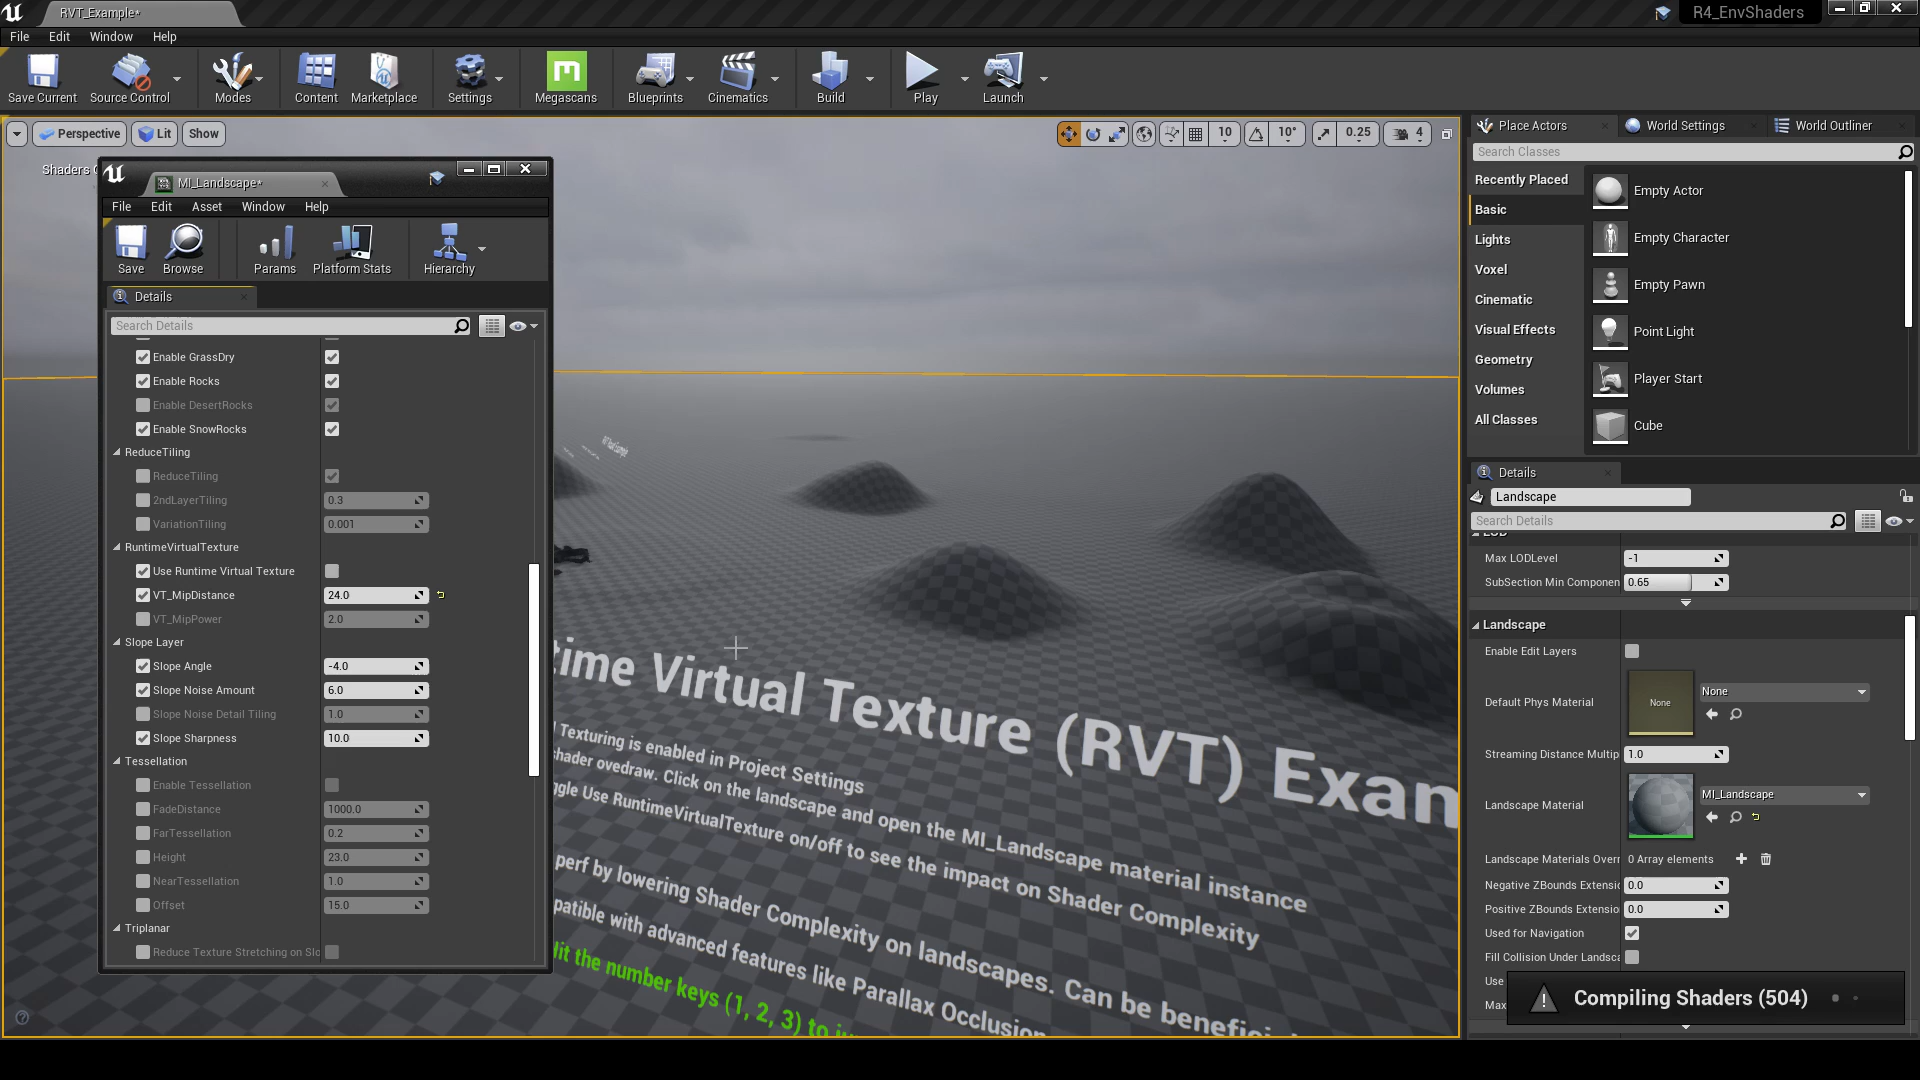 RVT_Example*
R4_EnvShaders
File Edit Window Help
Save Current Source Control Modes Content Marketplace Settings Megascans Blueprints Cinematics Build Play Launch
Perspective Lit Show
10 10° 0.25 4
Shaders
MI_Landscape*
File Edit Asset Window Help
Save Browse Params Platform Stats Hierarchy
Details
Search Details
Enable GrassDry
Enable Rocks
Enable DesertRocks
Enable SnowRocks
ReduceTiling
ReduceTiling
2ndLayerTiling 0.3
VariationTiling 0.001
RuntimeVirtualTexture
Use Runtime Virtual Texture
VT_MipDistance 24.0
VT_MipPower 2.0
Slope Layer
Slope Angle -4.0
Slope Noise Amount 6.0
Slope Noise Detail Tiling 1.0
Slope Sharpness 10.0
Tessellation
Enable Tessellation
FadeDistance 1000.0
FarTessellation 0.2
Height 23.0
NearTessellation 1.0
Offset 15.0
Triplanar
Reduce Texture Stretching on Slo
time Virtual Texture (RVT) Exam
l Texturing is enabled in Project Settings
shader ovedraw. Click on the landscape and open the MI_Landscape material instance
ggle Use RuntimeVirtualTexture on/off to see the impact on Shader Complexity
perf by lowering Shader Complexity on landscapes. Can be benefici
patible with advanced features like Parallax Occlusion
Hit the number keys (1, 2, 3) to
Place Actors World Settings World Outliner
Search Classes
Recently Placed
Basic
Lights
Voxel
Cinematic
Visual Effects
Geometry
Volumes
All Classes
Empty Actor
Empty Character
Empty Pawn
Point Light
Player Start
Cube
Details
Landscape
Search Details
LOD
Max LODLevel -1
SubSection Min Componen 0.65
Landscape
Enable Edit Layers
Default Phys Material None None
Streaming Distance Multip 1.0
Landscape Material MI_Landscape
Landscape Materials Overr 0 Array elements
Negative ZBounds Extensio 0.0
Positive ZBounds Extension 0.0
Used for Navigation
Fill Collision Under Landsca
Use
Max
Compiling Shaders (504)